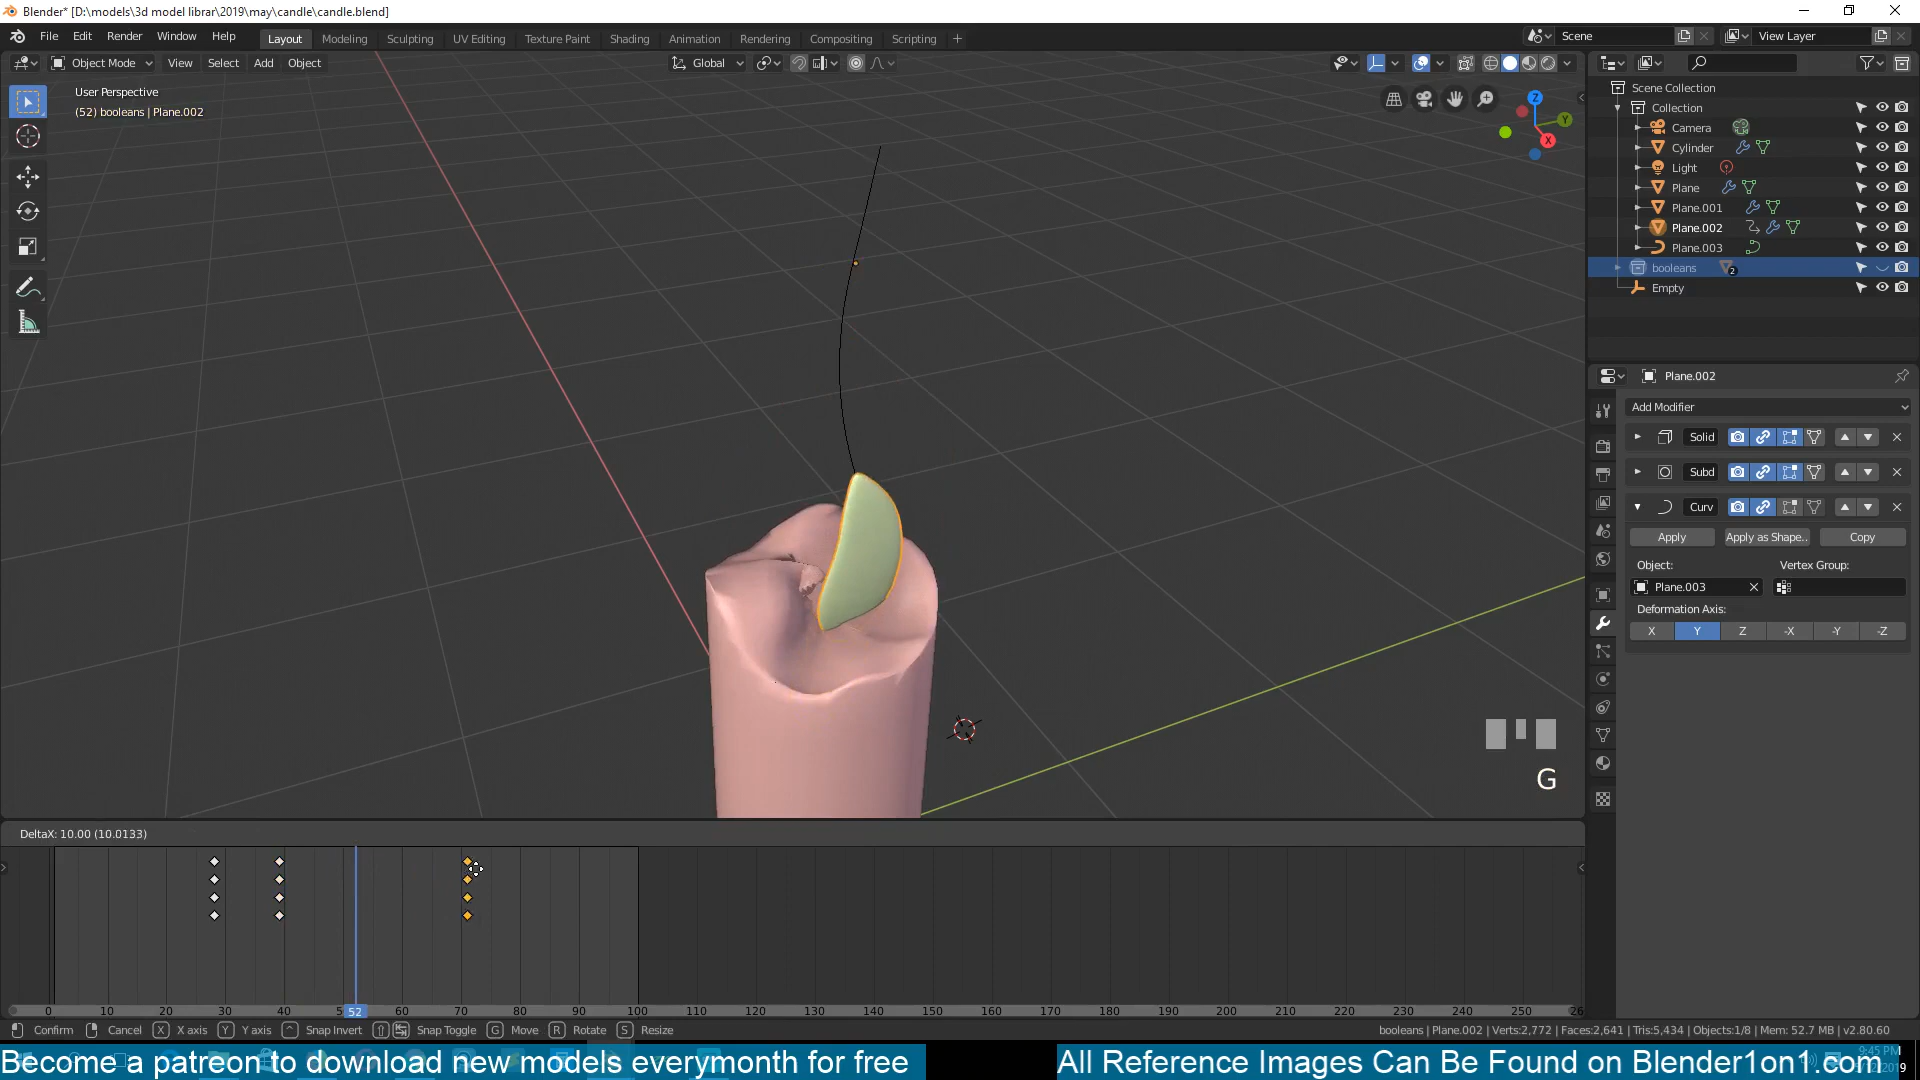 Blender* [D:\models\3d model librar\2019\may\candle\candle.blend]
File Edit Render Window Help Layout Modeling Sculpting UV Editing Texture Paint Shading Animation Rendering Compositing Scripting + Scene View Layer
Object Mode View Select Add Object Global
User Perspective
(52) booleans | Plane.002
Z
Y
X
Scene Collection
Collection
Camera
Cylinder
Light
Plane
Plane.001
Plane.002
Plane.003
booleans 2
Empty
Plane.002
Add Modifier
Solid
Subd
Curv
Apply Apply as Shape.. Copy
Object: Vertex Group:
Plane.003
Deformation Axis:
X Y Z -X -Y -Z
G
DeltaX: 10.00 (10.0133)
0 10 20 30 40 5 52 60 70 80 90 100 110 120 130 140 150 160 170 180 190 200 210 220 230 240 250 26
Confirm Cancel X X axis Y Y axis ^ Snap Invert Snap Toggle G Move R Rotate S Resize
booleans | Plane.002 | Verts:2,772 | Faces:2,641 | Tris:5,434 | Objects:1/8 | Mem: 52.7 MB | v2.80.60
Become a patreon to download new models everymonth for free
All Reference Images Can Be Found on Blender1on1.com
9:45 PM